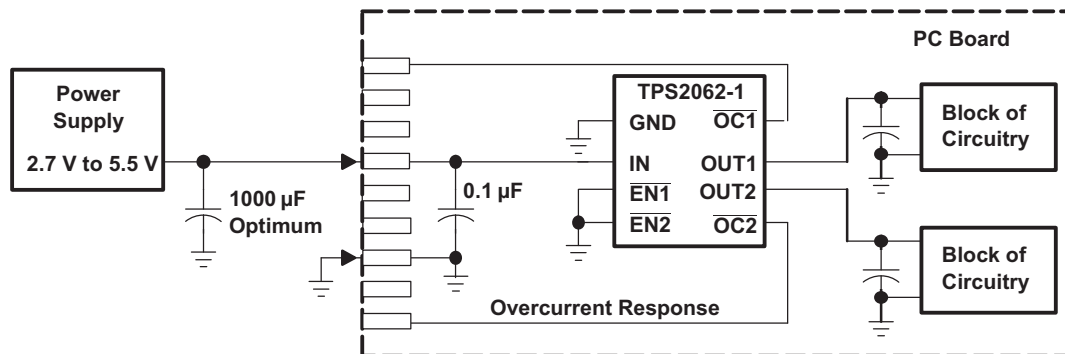 PC Board
Power
Supply
2.7 V to 5.5 V
1000 µF
Optimum
0.1 µF
TPS2062-1
GND
OC1
IN
OUT1
EN1
OUT2
EN2
OC2
Overcurrent Response
Block of
Circuitry
Block of
Circuitry